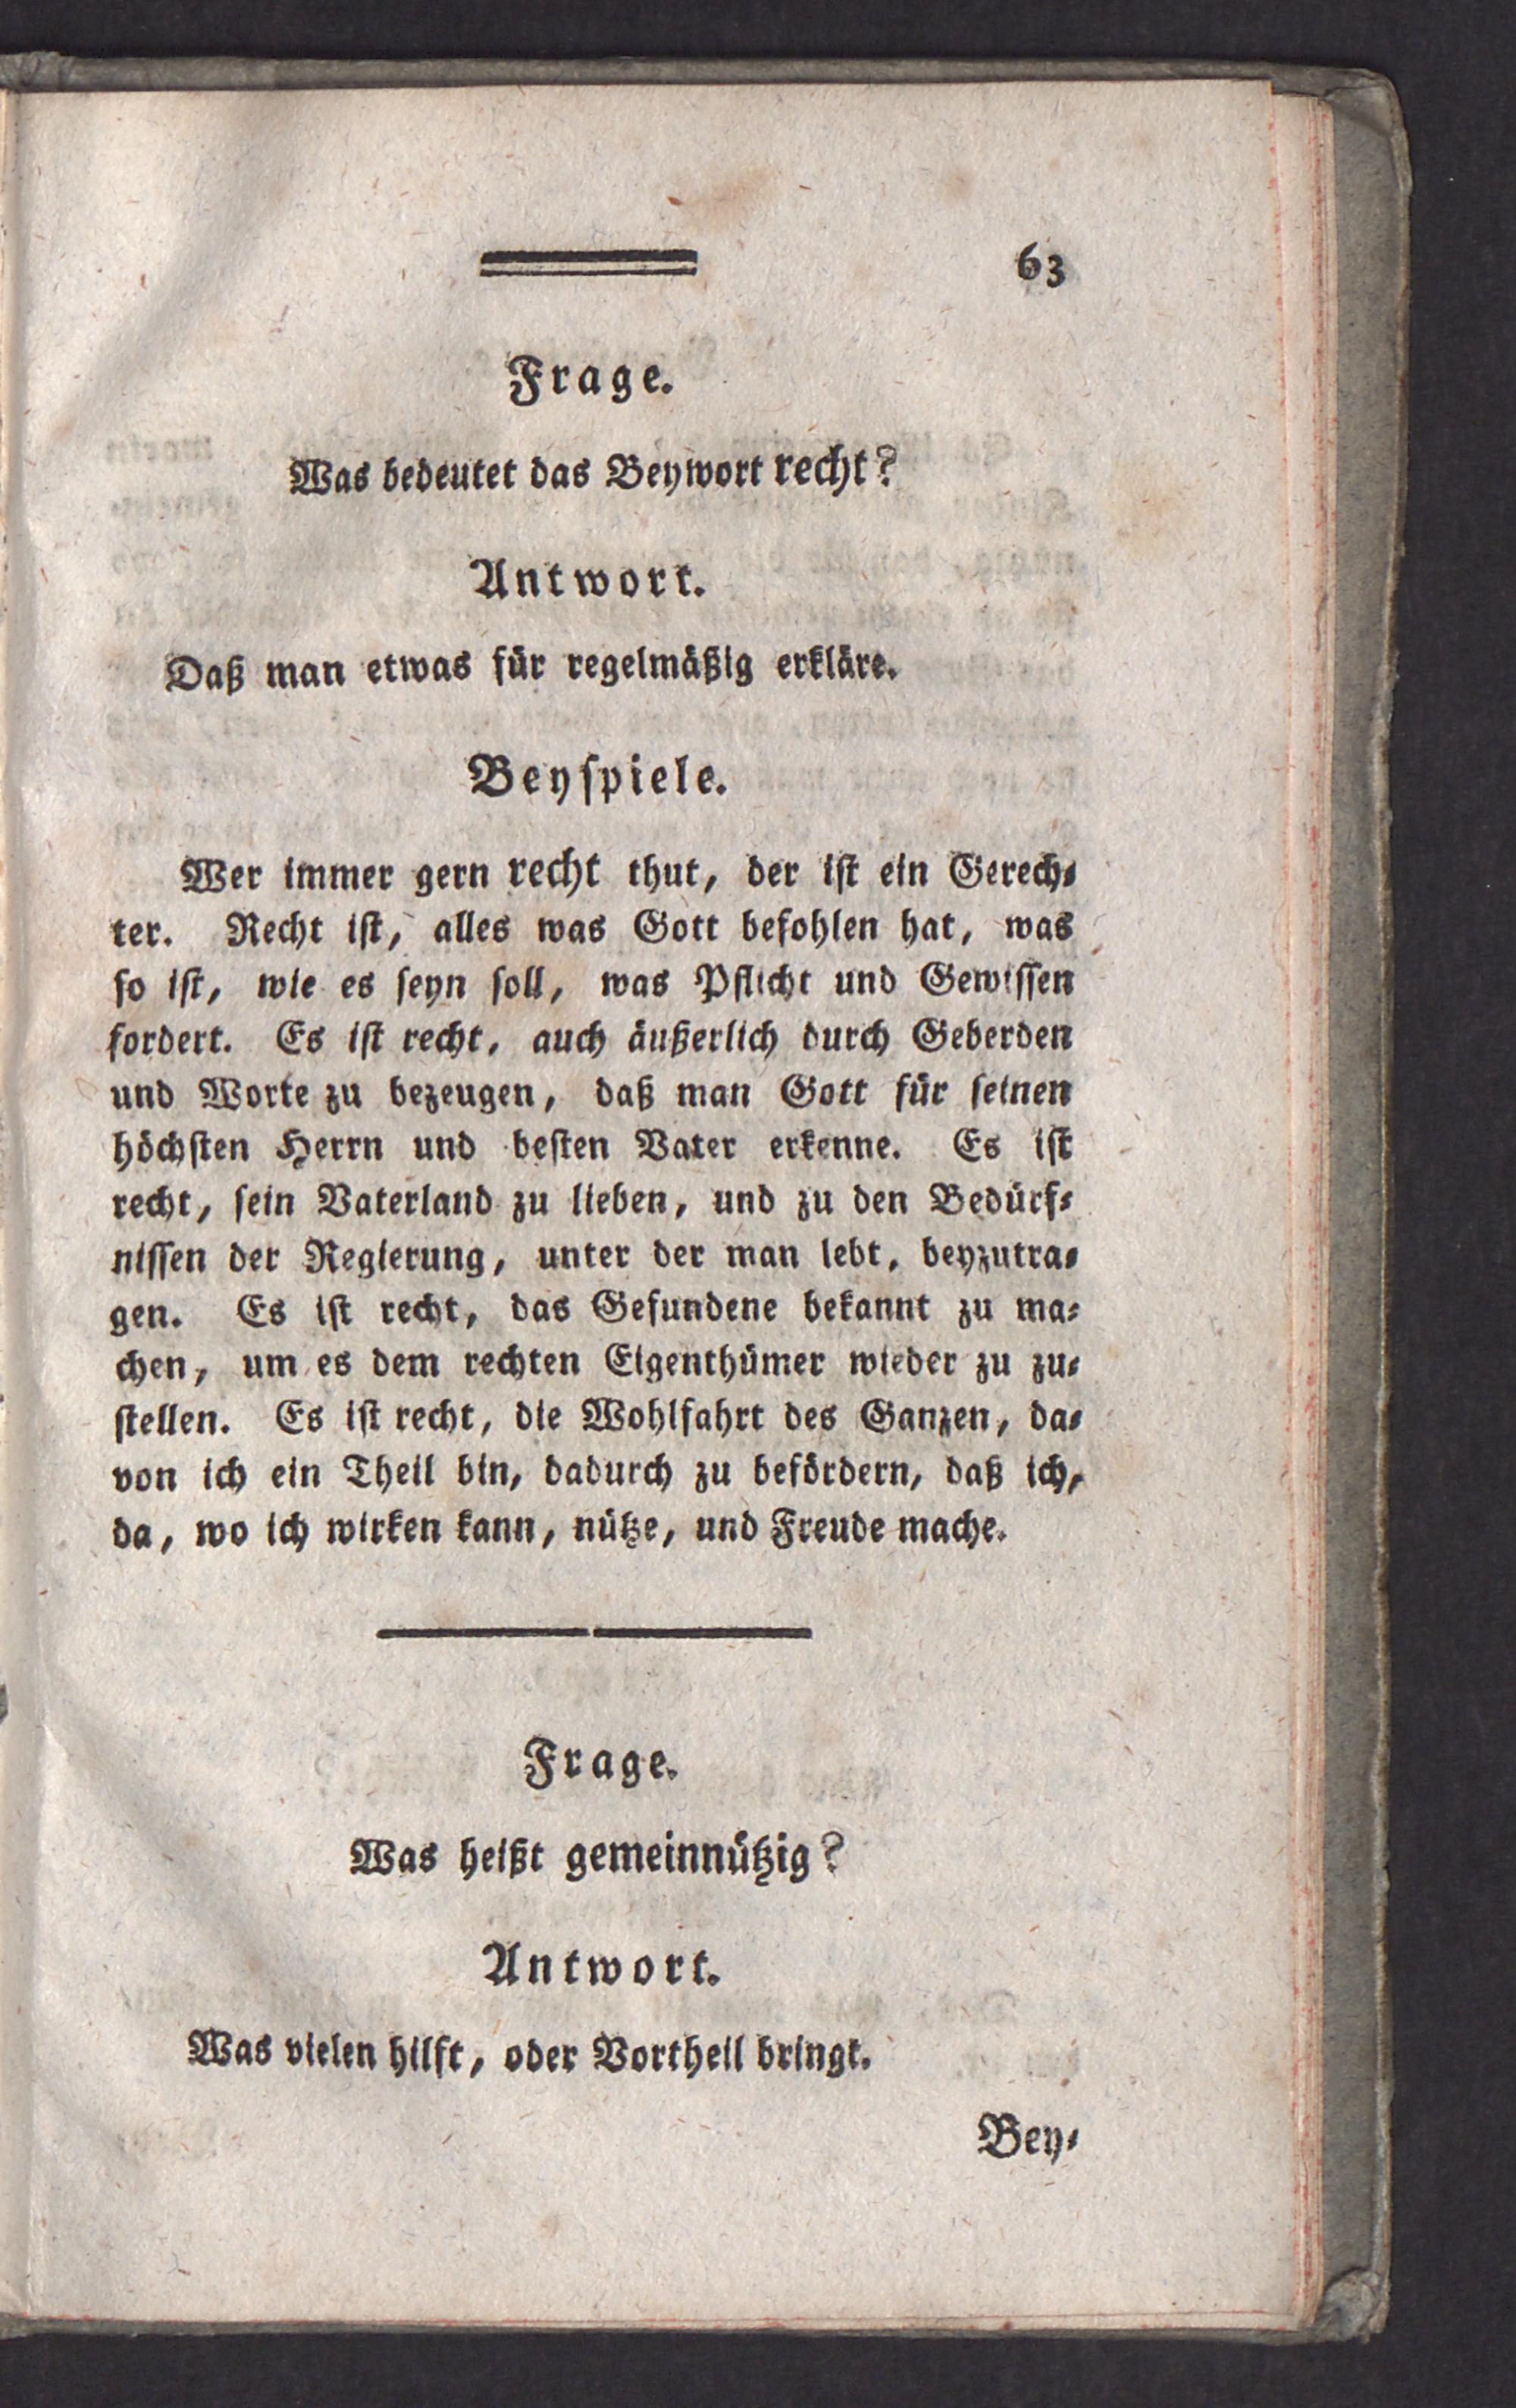 63
Frage.
Was bedeutet das Beywort recht?
Antwort.
Daß man etwas für regelmäßig erkläre.
Beyspiele.
Wer immer gern recht thut, der ist ein Gerech-
ter. Recht ist, alles was Gott befohlen hat, was
so ist, wie es seyn soll, was Pflicht und Gewissen
fordert. Es ist recht, auch äußerlich durch Geberden
und Worte zu bezeugen, daß man Gott für seinen
höchsten Herrn und besten Vater erkenne. Es ist
recht, sein Vaterland zu lieben, und zu den Bedürf-
nissen der Regierung, unter der man lebt, beyzutra-
gen. Es ist recht, das Gefundene bekannt zu ma-
chen, um es dem rechten Eigenthümer wieder zu zu-
stellen. Es ist recht, die Wohlfahrt des Ganzen, da-
von ich ein Theil bin, dadurch zu befördern, daß ich,
da, wo ich wirken kann, nütze, und Freude mache.
Frage.
Was heißt gemeinnützig?
Antwort.
Was vielen hilft, oder Vortheil bringt.
Bey-